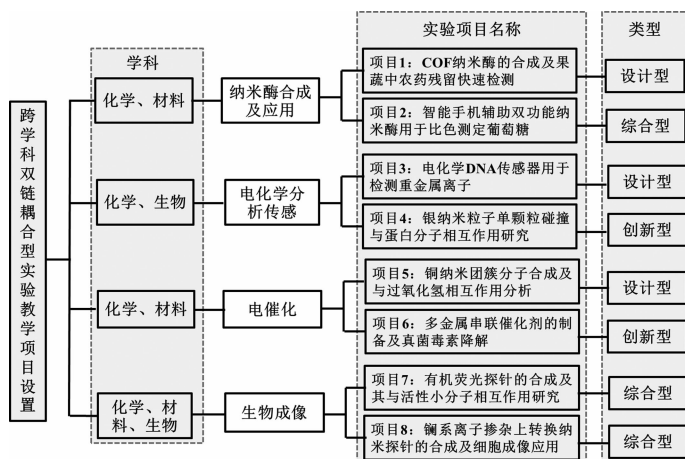 实验项目名称
类型
学科
跨学科双链耦合型实验教学项目设置
化学、材料
纳米酶合成
及应用
项目1：COF纳米酶的合成及果
蔬中农药残留快速检测
设计型
项目2：智能手机辅助双功能纳
米酶用于比色测定葡萄糖
综合型
化学、生物
电化学分
析传感
项目3：电化学DNA传感器用于
检测重金属离子
设计型
项目4：银纳米粒子单颗粒碰撞
与蛋白分子相互作用研究
创新型
化学、材料
电催化
项目5：铜纳米团簇分子合成及
与过氧化氢相互作用分析
设计型
项目6：多金属串联催化剂的制
备及真菌毒素降解
创新型
化学、材
料、生物
生物成像
项目7：有机荧光探针的合成及
其与活性小分子相互作用研究
综合型
项目8：镧系离子掺杂上转换纳
米探针的合成及细胞成像应用
综合型